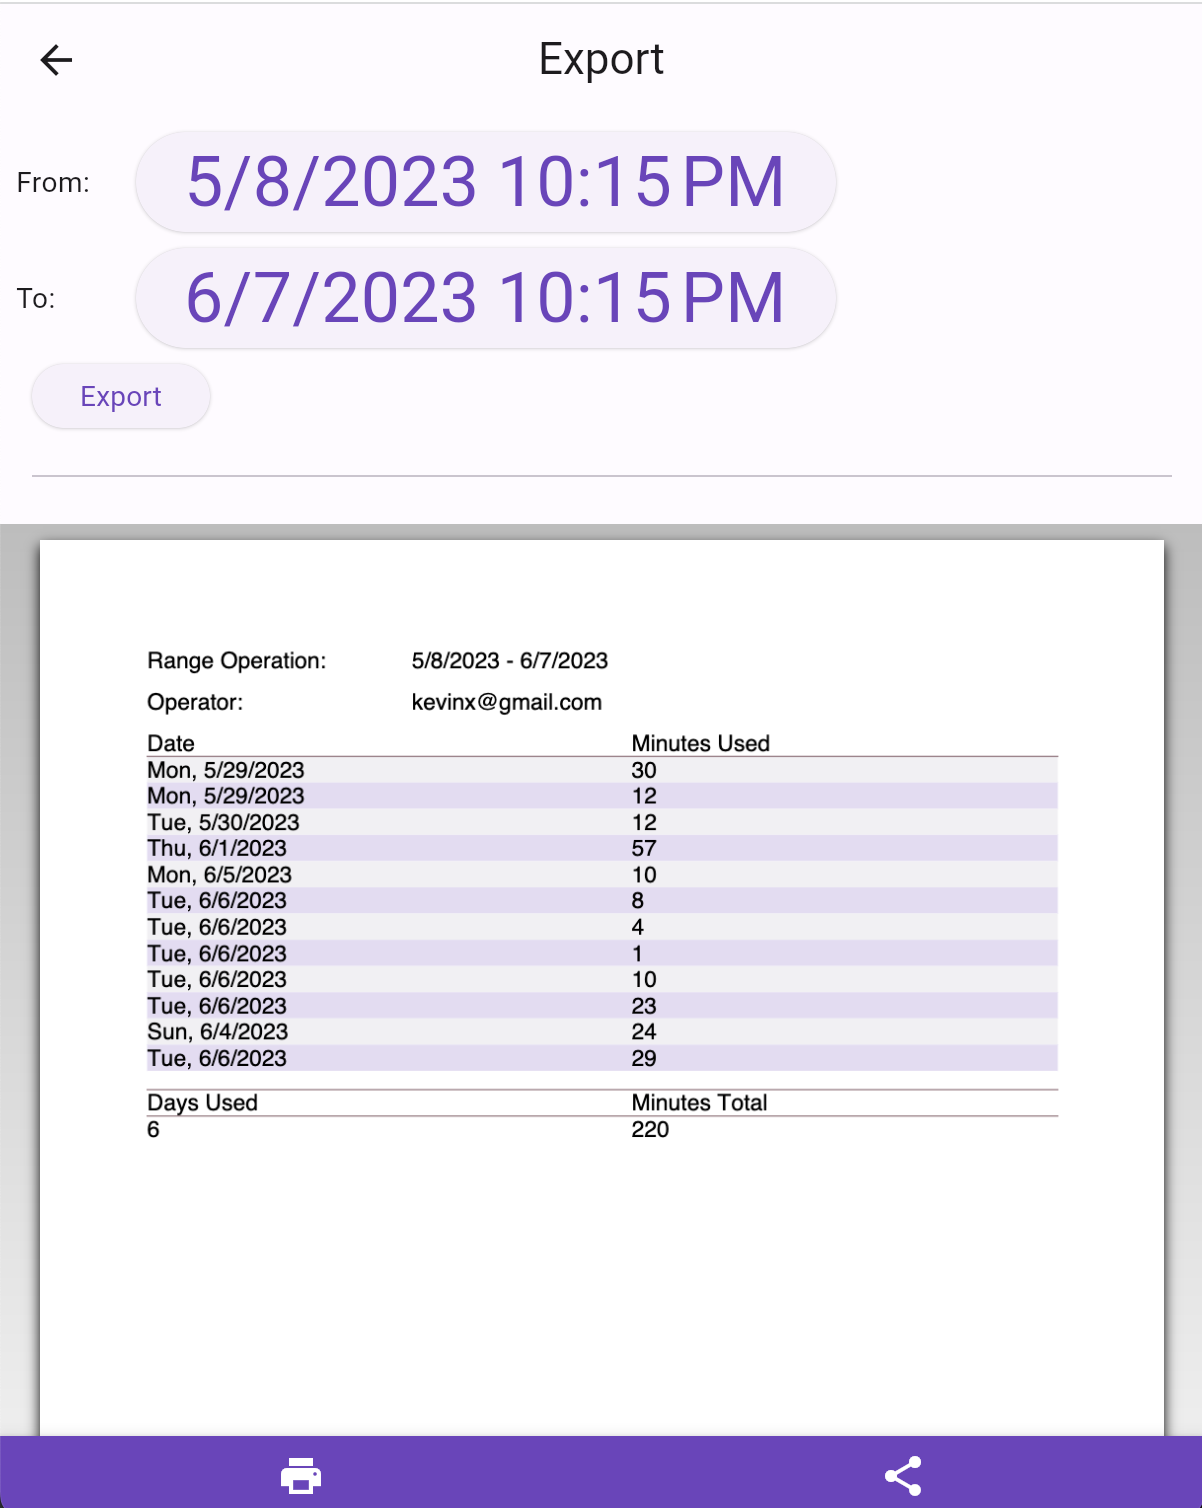 Export
From: 5/8/2023 10:15 PM
To: 6/7/2023 10:15 PM
Export
Range Operation: 5/8/2023 - 6/7/2023
Operator: kevinx@gmail.com
Date Minutes Used
Mon, 5/29/2023 30
Mon, 5/29/2023 12
Tue, 5/30/2023 12
Thu, 6/1/2023 57
Mon, 6/5/2023 10
Tue, 6/6/2023 8
Tue, 6/6/2023 4
Tue, 6/6/2023 1
Tue, 6/6/2023 10
Tue, 6/6/2023 23
Sun, 6/4/2023 24
Tue, 6/6/2023 29
Days Used Minutes Total
6 220